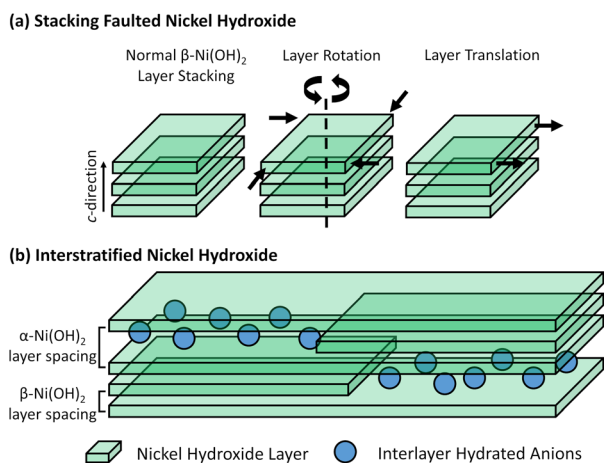 (a) Stacking Faulted Nickel Hydroxide
Normal β-Ni(OH)₂
Layer Stacking
Layer Rotation
Layer Translation
c-direction
(b) Interstratified Nickel Hydroxide
α-Ni(OH)₂
layer spacing
β-Ni(OH)₂
layer spacing
Nickel Hydroxide Layer
Interlayer Hydrated Anions